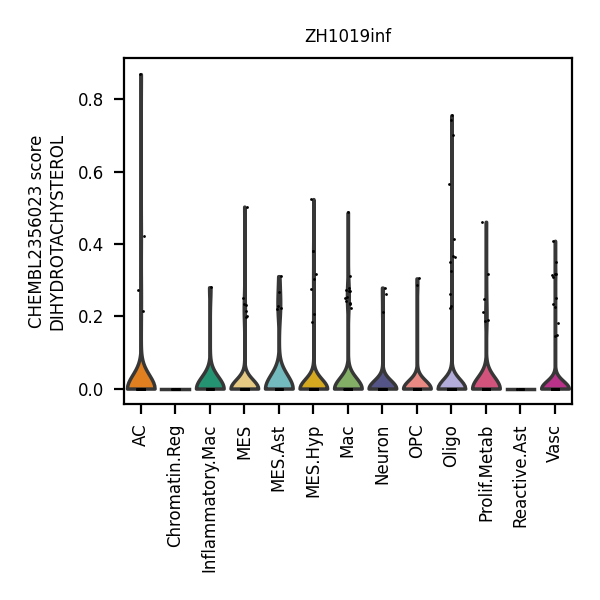 ZH1019inf
CHEMBL2356023 score
DIHYDROTACHYSTEROL
0.8
0.6
0.4
0.2
0.0
AC
Chromatin.Reg
Inflammatory.Mac
MES
MES.Ast
MES.Hyp
Mac
Neuron
OPC
Oligo
Prolif.Metab
Reactive.Ast
Vasc